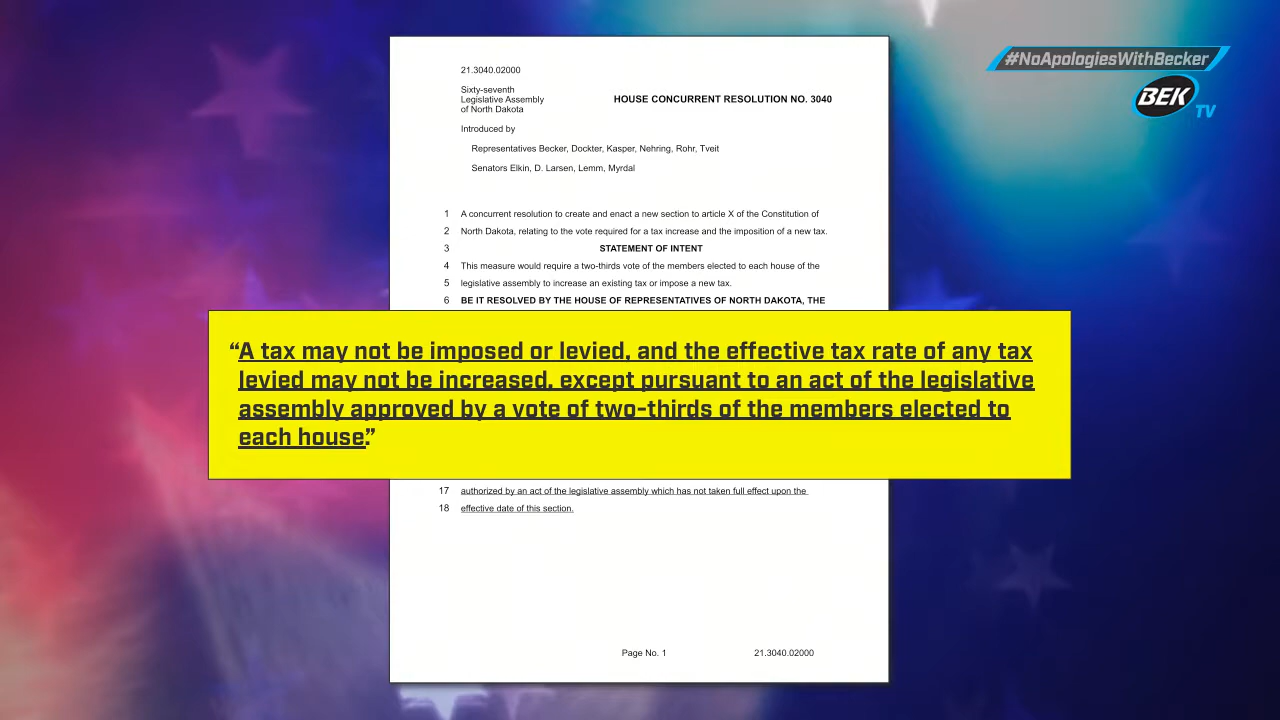 #NoApologiesWithBecker
BEK TV
21.3040.02000
Sixty-seventh
Legislative Assembly
of North Dakota
HOUSE CONCURRENT RESOLUTION NO. 3040
Introduced by
Representatives Becker, Dockter, Kasper, Nehring, Rohr, Tveit
Senators Elkin, D. Larsen, Lemm, Myrdal
1 A concurrent resolution to create and enact a new section to article X of the Constitution of
2 North Dakota, relating to the vote required for a tax increase and the imposition of a new tax.
3 STATEMENT OF INTENT
4 This measure would require a two-thirds vote of the members elected to each house of the
5 legislative assembly to increase an existing tax or impose a new tax.
6 BE IT RESOLVED BY THE HOUSE OF REPRESENTATIVES OF NORTH DAKOTA, THE
“A tax may not be imposed or levied, and the effective tax rate of any tax
levied may not be increased, except pursuant to an act of the legislative
assembly approved by a vote of two-thirds of the members elected to
each house.”
17 authorized by an act of the legislative assembly which has not taken full effect upon the
18 effective date of this section.
Page No. 1
21.3040.02000